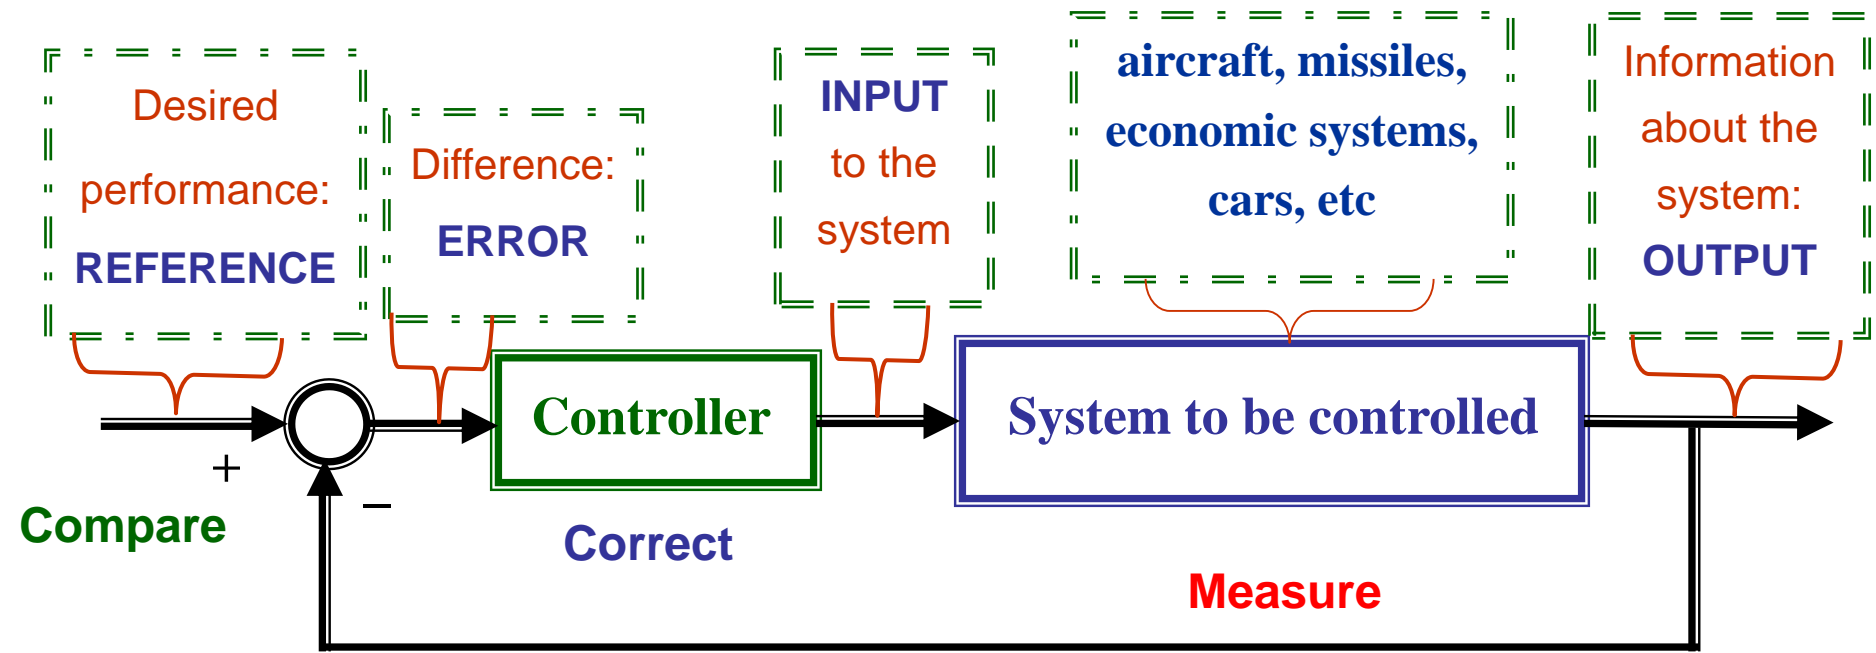 Desired
performance:
REFERENCE
Difference:
ERROR
INPUT
to the
system
aircraft, missiles,
economic systems,
cars, etc
Information
about the
system:
OUTPUT
Controller
System to be controlled
+
−
Compare
Correct
Measure